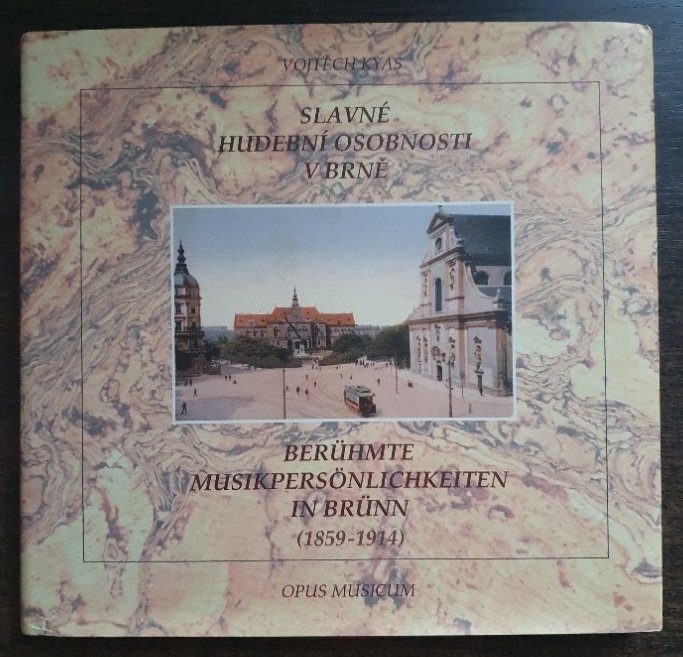 VOJTĚCH KYAS
SLAVNÉ
HUDEBNÍ OSOBNOSTI
V BRNĚ
BERÜHMTE
MUSIKPERSÖNLICHKEITEN
IN BRÜNN
(1859-1914)
OPUS MUSICUM